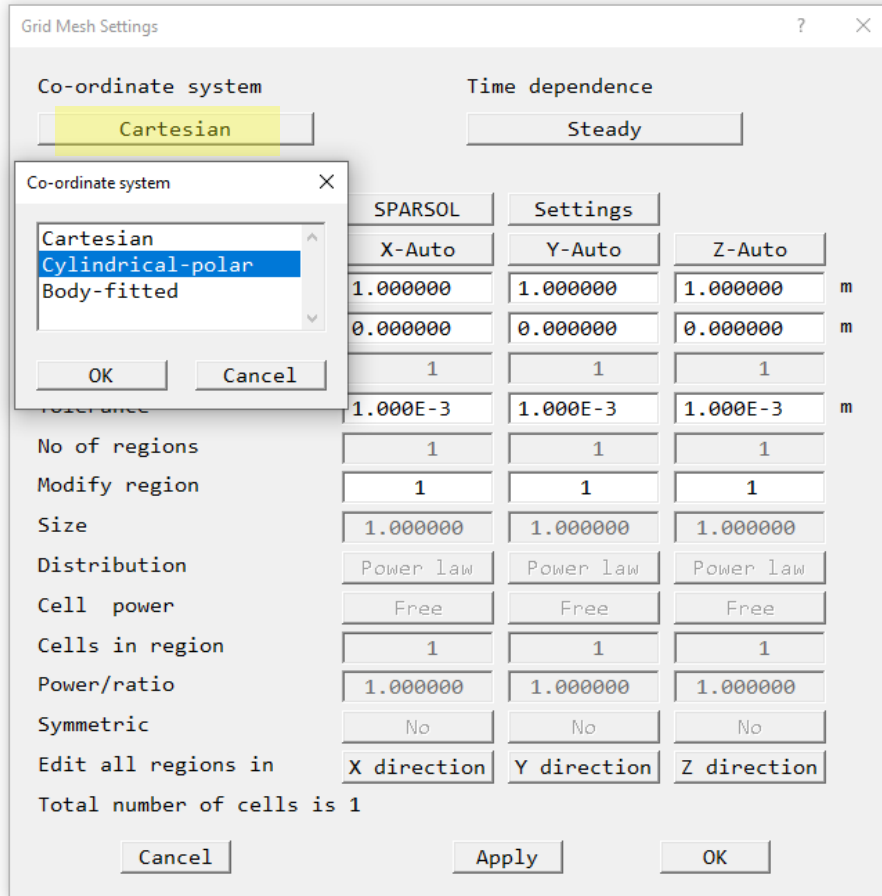 Grid Mesh Settings ?
Co-ordinate system Time dependence
Cartesian Steady
Co-ordinate system
Cartesian
Cylindrical-polar
Body-fitted
OK Cancel
SPARSOL Settings
X-Auto Y-Auto Z-Auto
1.000000 1.000000 1.000000 m
0.000000 0.000000 0.000000 m
1 1 1
Tolerance 1.000E-3 1.000E-3 1.000E-3 m
No of regions 1 1 1
Modify region 1 1 1
Size 1.000000 1.000000 1.000000
Distribution Power law Power law Power law
Cell power Free Free Free
Cells in region 1 1 1
Power/ratio 1.000000 1.000000 1.000000
Symmetric No No No
Edit all regions in X direction Y direction Z direction
Total number of cells is 1
Cancel Apply OK